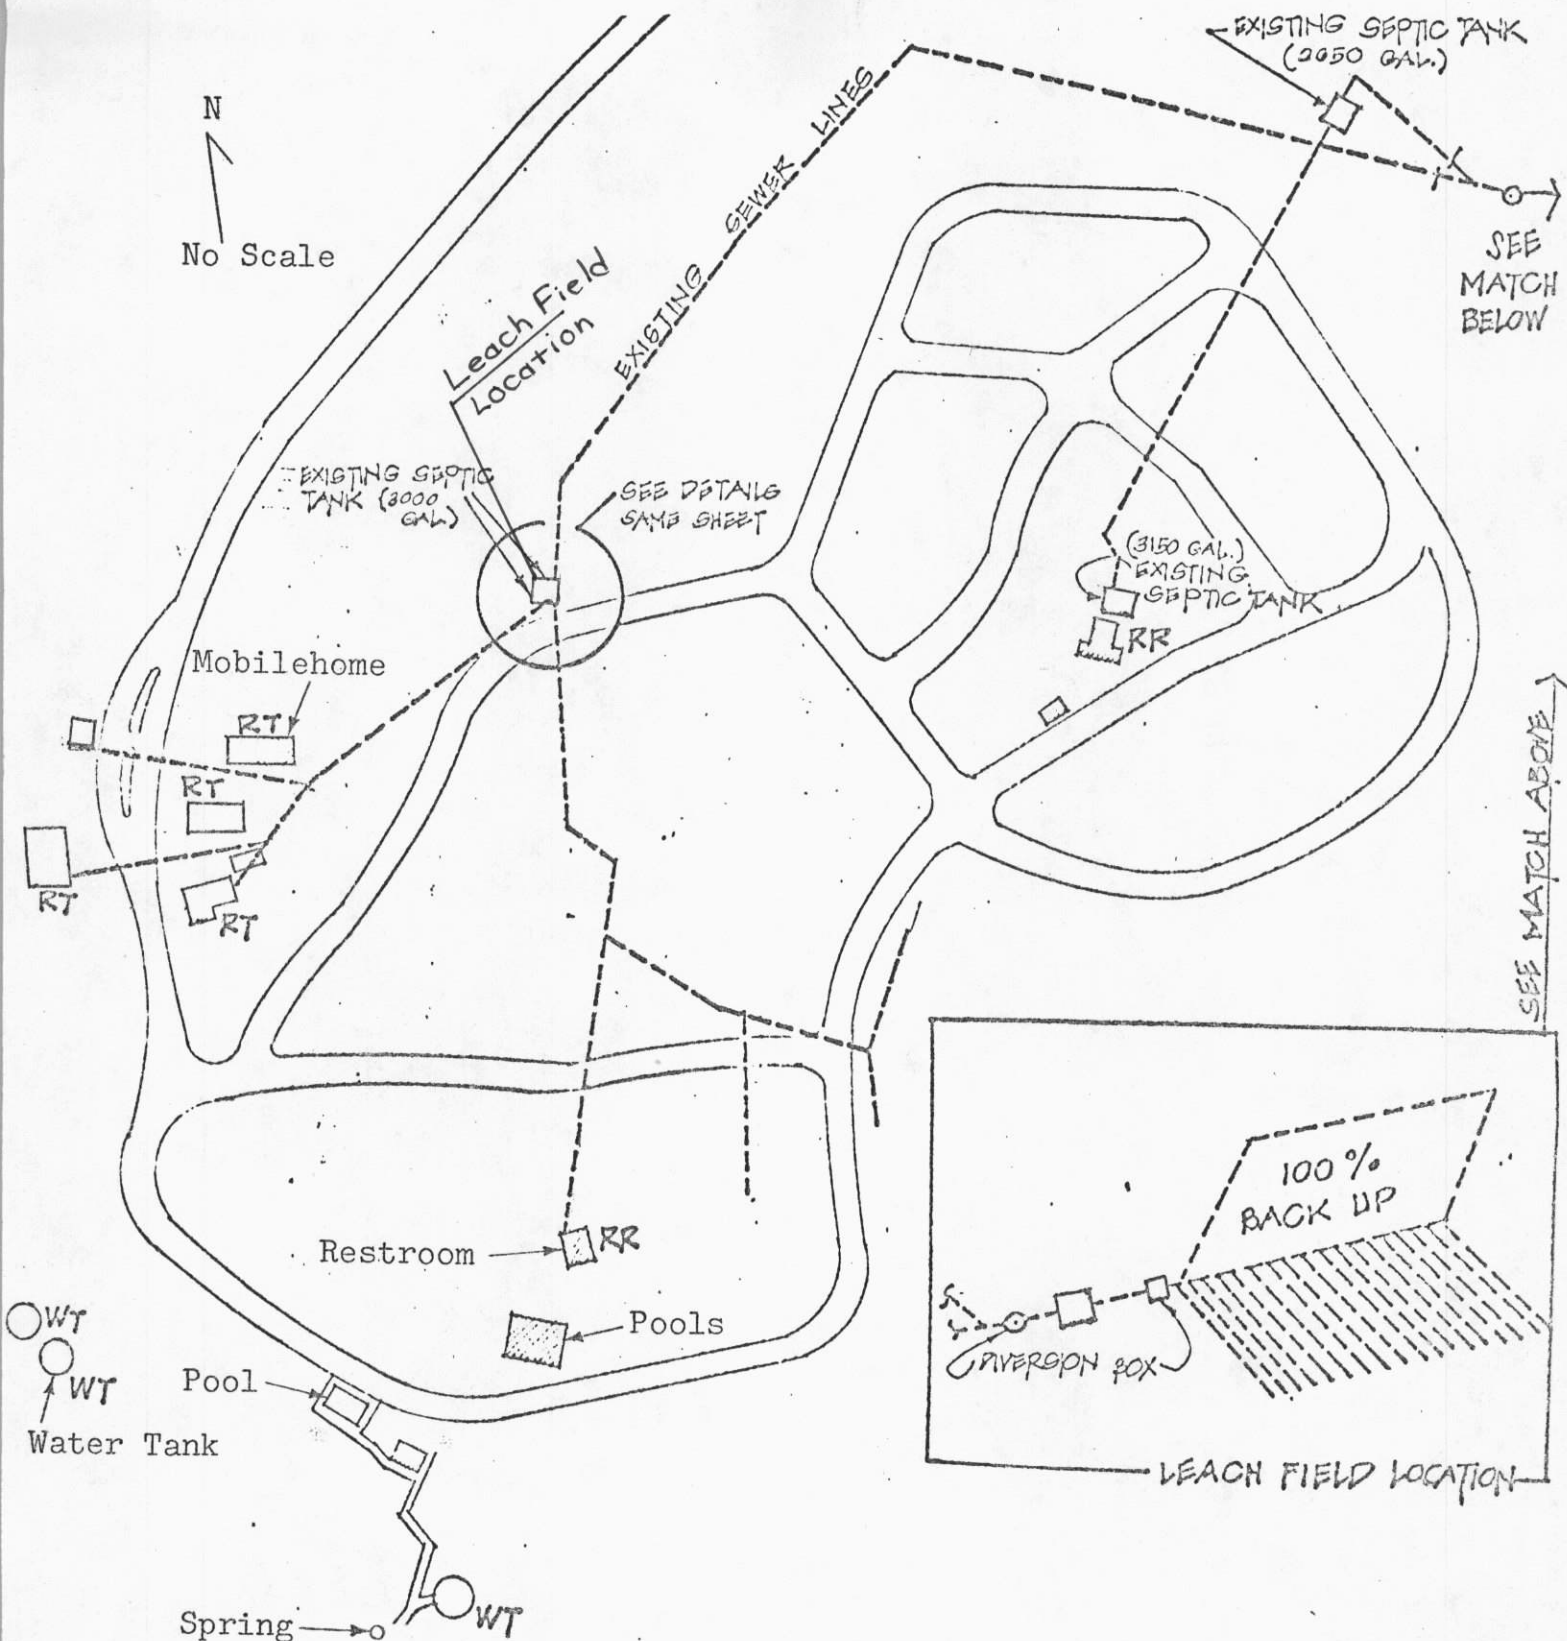 EXISTING SEPTIC TANK
(2650 GAL.)
N
No Scale
EXISTING SEWER LINES
SEE
MATCH
BELOW
Leach Field
Location
EXISTING SEPTIC
TANK (3000
GAL)
SEE DETAILS
SAME SHEET
(3150 GAL.)
EXISTING
SEPTIC TANK
RR
Mobilehome
RT
RT
RT
RT
SEE MATCH ABOVE
100%
BACK UP
DIVERSION BOX
LEACH FIELD LOCATION
Restroom
RR
Pools
WT
WT
Water Tank
Pool
WT
Spring